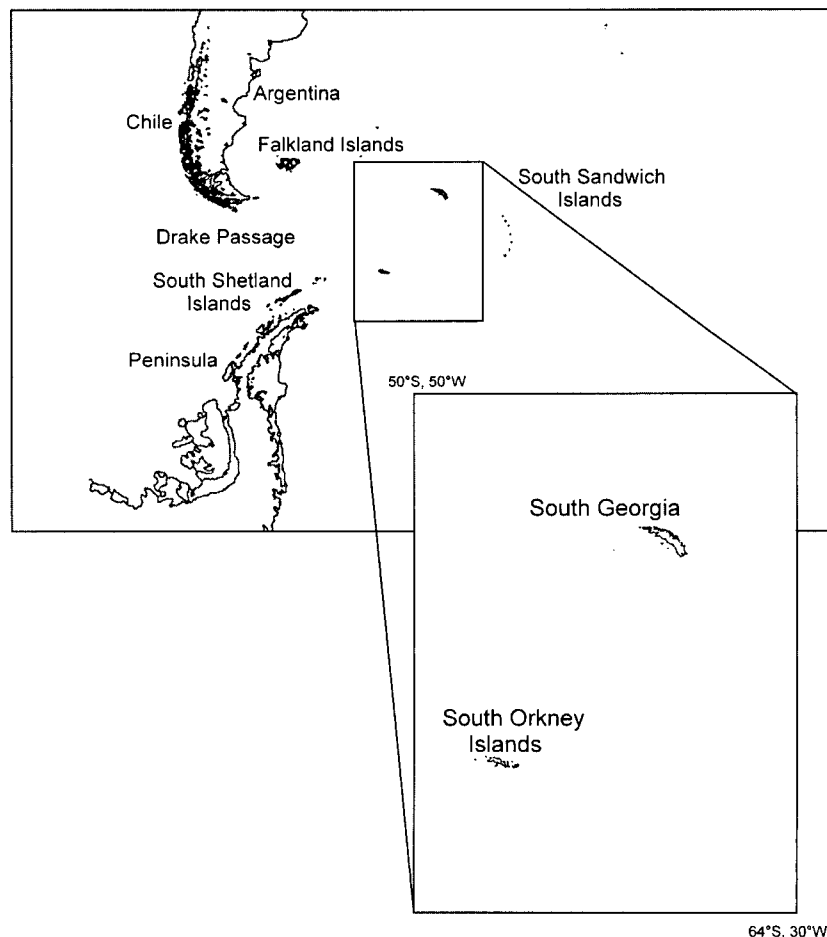 Argentina
Chile
Falkland Islands
South Sandwich
Islands
Drake Passage
South Shetland
Islands
Peninsula
50°S, 50°W
South Georgia
South Orkney
Islands
64°S, 30°W